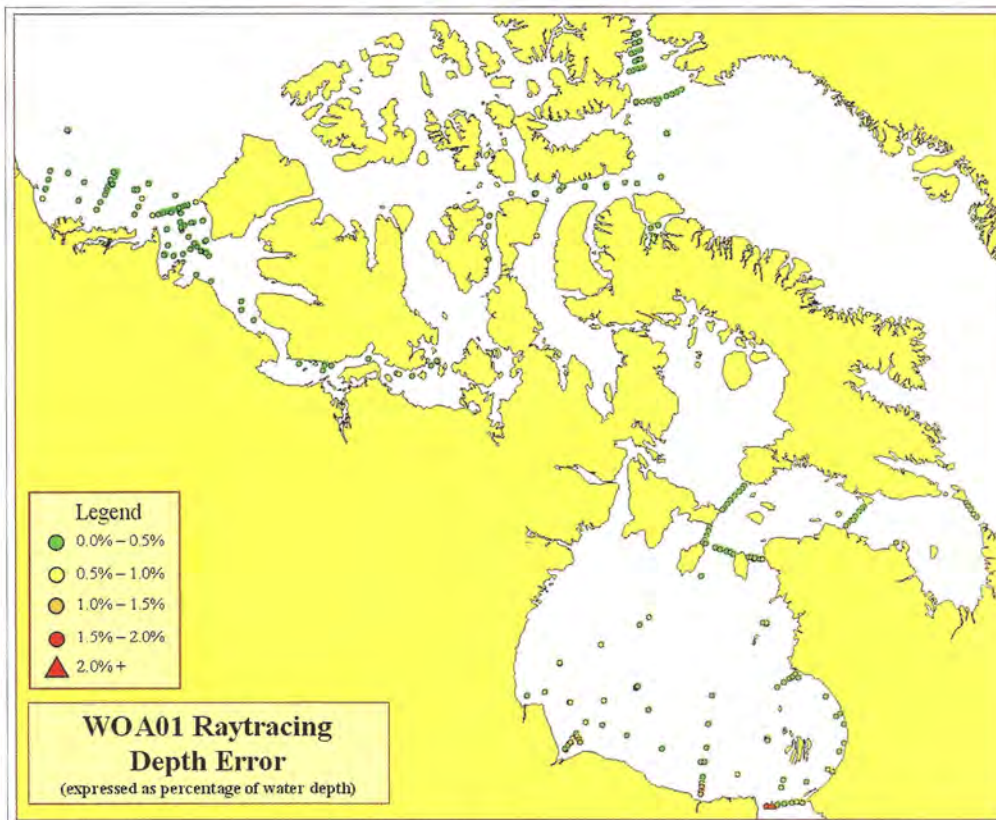 Legend
0.0% – 0.5%
0.5% – 1.0%
1.0% – 1.5%
1.5% – 2.0%
2.0% +
WOA01 Raytracing
Depth Error
(expressed as percentage of water depth)